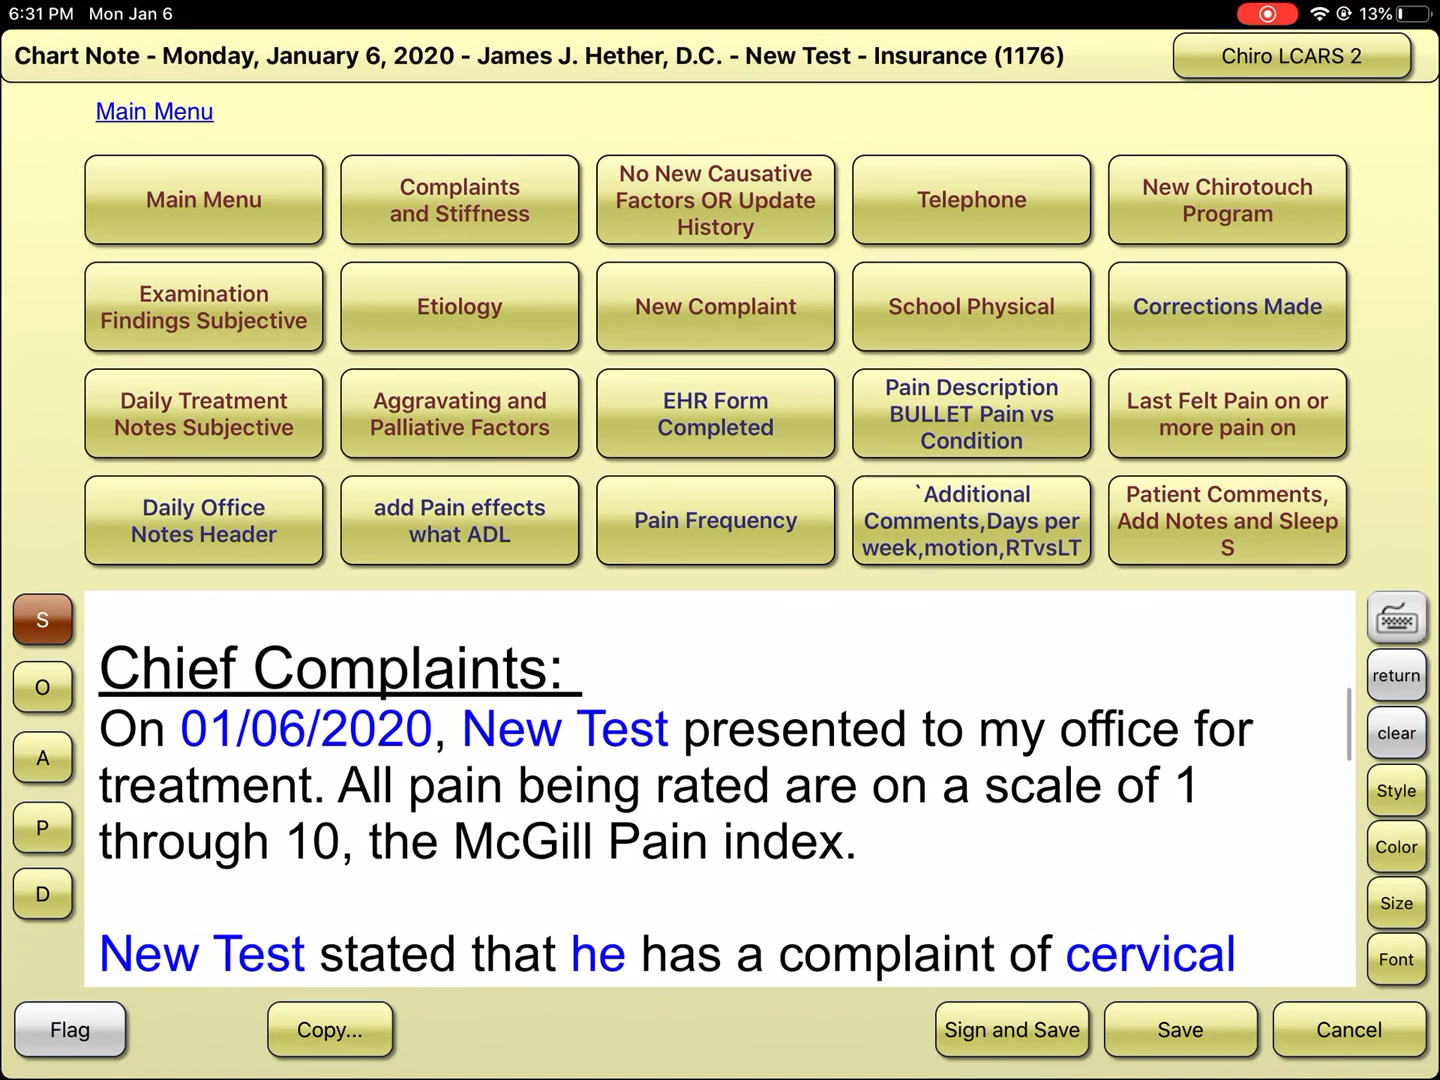 6:31 PM Mon Jan 6 13%
Chart Note - Monday, January 6, 2020 - James J. Hether, D.C. - New Test - Insurance (1176)
Chiro LCARS 2
Main Menu
Main Menu
Complaints
and Stiffness
No New Causative
Factors OR Update
History
Telephone
New Chirotouch
Program
Examination
Findings Subjective
Etiology
New Complaint
School Physical
Corrections Made
Daily Treatment
Notes Subjective
Aggravating and
Palliative Factors
EHR Form
Completed
Pain Description
BULLET Pain vs
Condition
Last Felt Pain on or
more pain on
Daily Office
Notes Header
add Pain effects
what ADL
Pain Frequency
`Additional
Comments,Days per
week,motion,RTvsLT
Patient Comments,
Add Notes and Sleep
S
S
O
A
P
D
Chief Complaints:
On 01/06/2020, New Test presented to my office for
treatment. All pain being rated are on a scale of 1
through 10, the McGill Pain index.
New Test stated that he has a complaint of cervical
return
clear
Style
Color
Size
Font
Flag
Copy...
Sign and Save
Save
Cancel